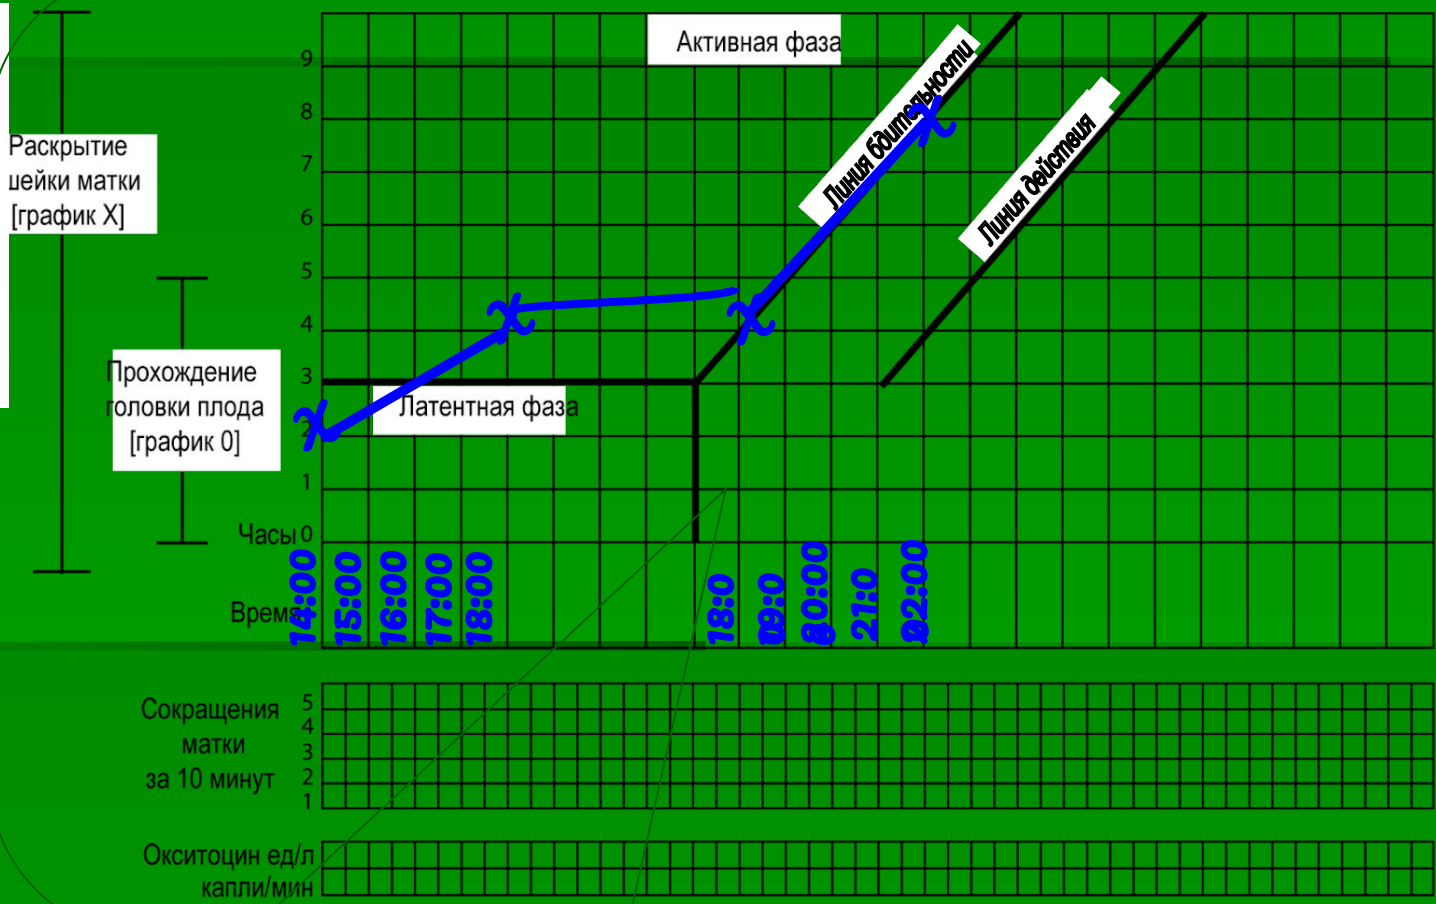 Активная фаза
Линия бдительности
Линия действия
Раскрытие
шейки матки
[график X]
Прохождение
головки плода
[график 0]
Латентная фаза
9
8
7
6
5
4
3
2
1
Часы 0
Время
14:00
15:00
16:00
17:00
18:00
18:0
20:00
21:0
Сокращения
матки
за 10 минут
5
4
3
2
1
Окситоцин ед/л
капли/мин